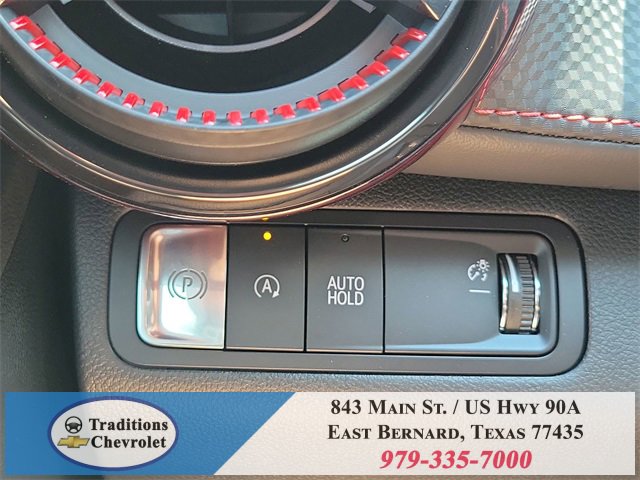 P
A
AUTO
HOLD
Traditions
Chevrolet
843 Main St. / US Hwy 90A
East Bernard, Texas 77435
979-335-7000